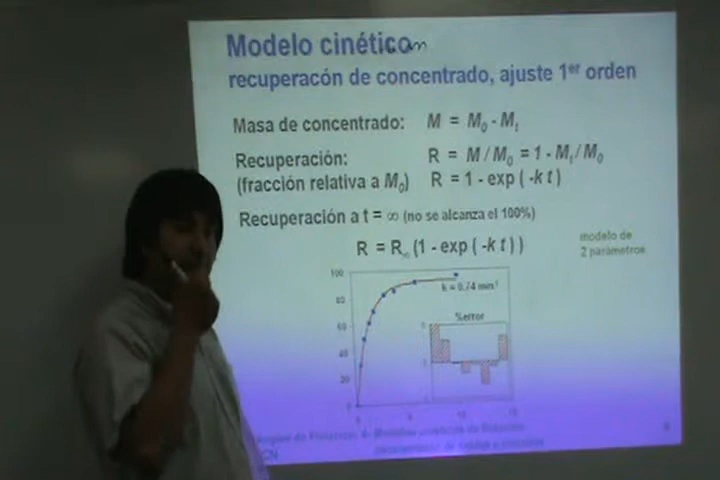 Modelo cinético
recuperacón de concentrado, ajuste 1er orden
Masa de concentrado: M = M0 - Mt
Recuperación: R = M / M0 = 1 - Mt / M0
(fracción relativa a M0) R = 1 - exp ( -k t )
Recuperación a t = ∞ (no se alcanza el 100%)
R = R∞ (1 - exp ( -k t ) )
modelo de
2 parámetros
100
80
60
40
20
k = 0.74 min-1
%error